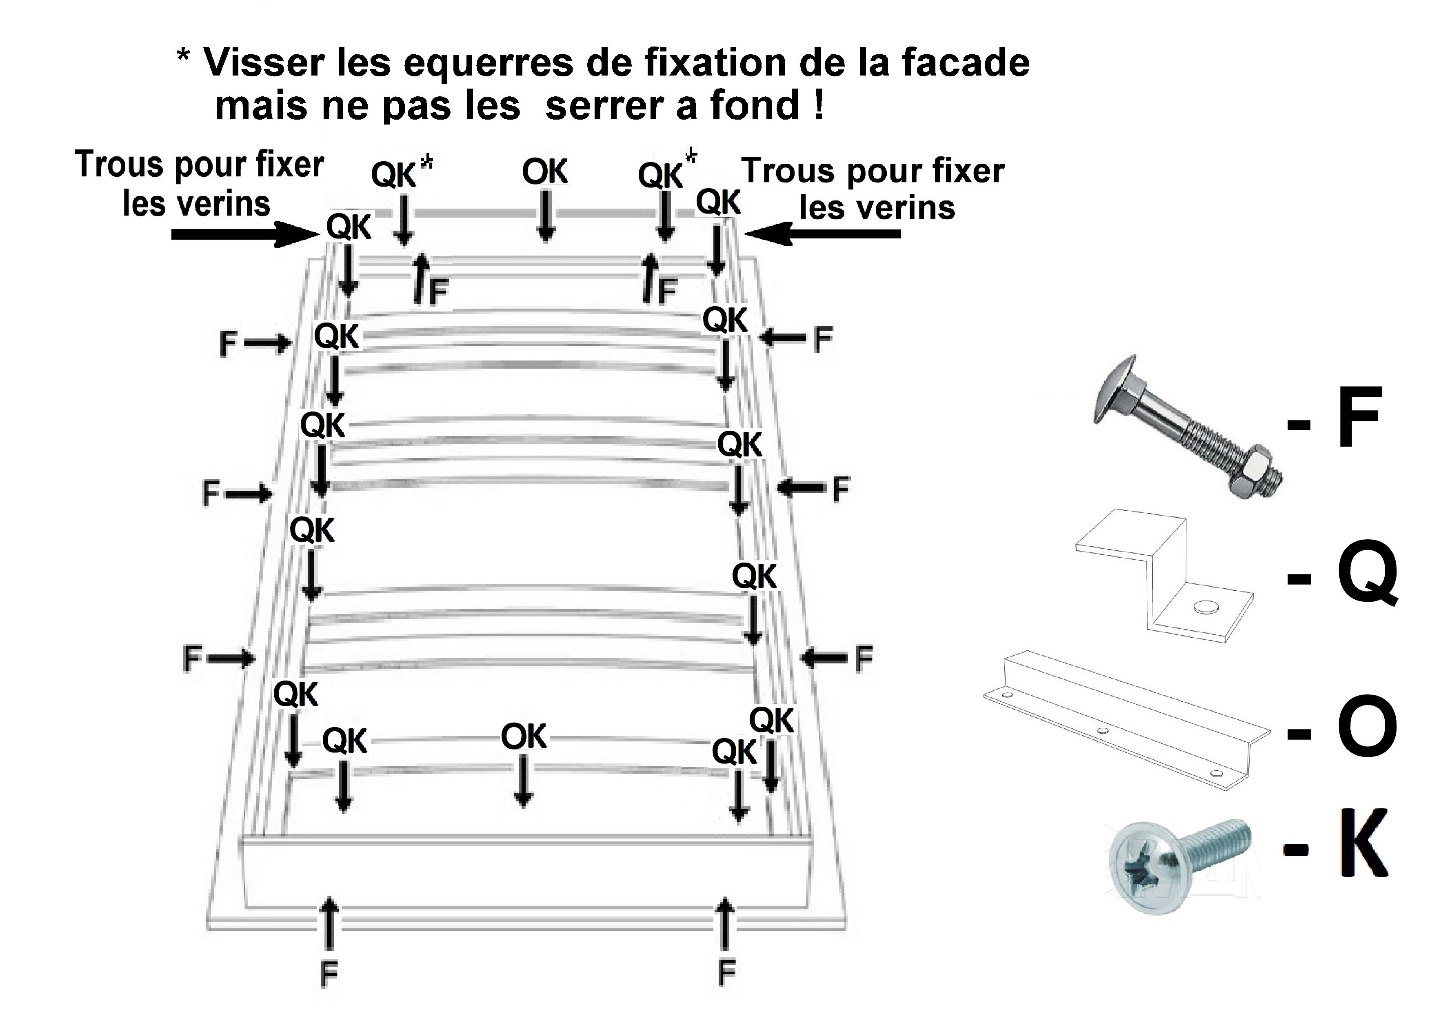 * Visser les equerres de fixation de la facade
mais ne pas les serrer a fond !
Trous pour fixer
les verins
QK*
OK
QK*
Trous pour fixer
les verins
QK
QK
F
F
F
QK
QK
F
QK
QK
F
F
QK
QK
F
F
QK
QK
QK
OK
QK
F
F
- F
- Q
- O
- K